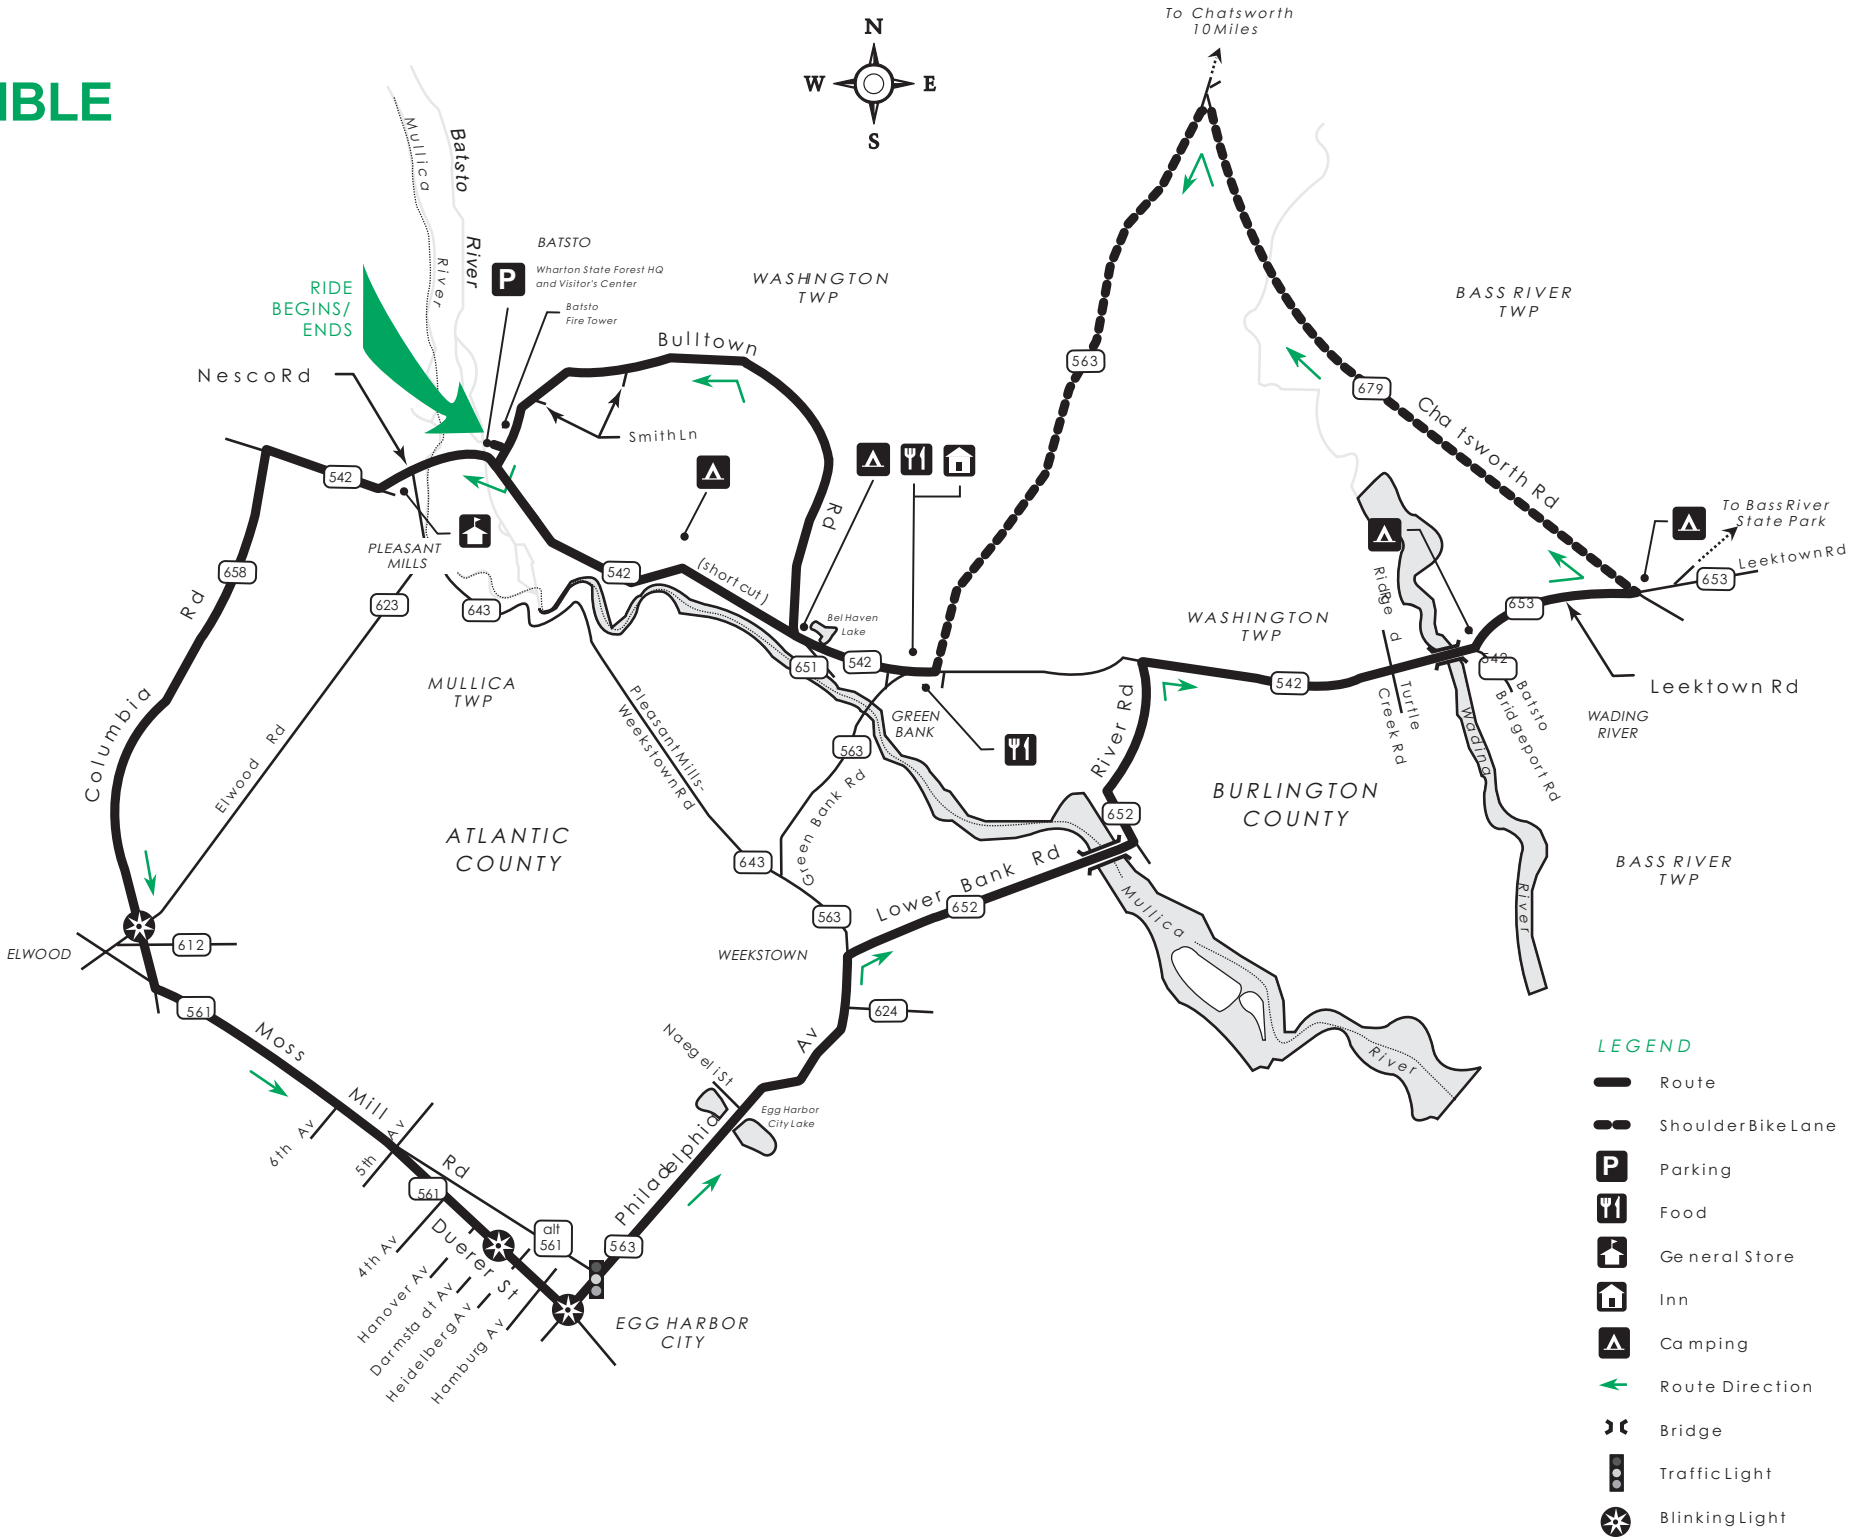 IBLE
To Chatsworth
10 Miles
N
W
E
S
Mullica
River
Batsto
River
BATSTO
Wharton State Forest HQ
and Visitor's Center
Batsto
Fire Tower
P
RIDE
BEGINS/
ENDS
WASHINGTON
TWP
BASS RIVER
TWP
Bulltown
Rd
Nesco Rd
Smith Ln
563
679
Chatsworth Rd
542
PLEASANT
MILLS
658
623
643
542
(shortcut)
Bel Haven
Lake
651
542
To Bass River
State Park
Leektown Rd
653
653
Ridge Rd
WASHINGTON
TWP
542
542
Turtle
Creek Rd
Batsto
Bridgeport Rd
Leektown Rd
WADING
RIVER
Wading
River
Columbia
Rd
Elwood Rd
MULLICA
TWP
Pleasant Mills-
Weekstown Rd
GREEN
BANK
563
Green Bank Rd
River Rd
652
BURLINGTON
COUNTY
ATLANTIC
COUNTY
643
BASS RIVER
TWP
563
Lower Bank Rd
652
Mullica
River
ELWOOD
612
WEEKSTOWN
624
561
Moss
Mill
Rd
Naegeli St
Av
Egg Harbor
City Lake
Philadelphia
6th Av
5th Av
561
alt
561
563
Duerer St
4th Av
Hanover Av
Darmstadt Av
Heidelberg Av
Hamburg Av
EGG HARBOR
CITY
LEGEND
Route
Shoulder Bike Lane
P
Parking
Food
General Store
Inn
Camping
Route Direction
Bridge
Traffic Light
Blinking Light